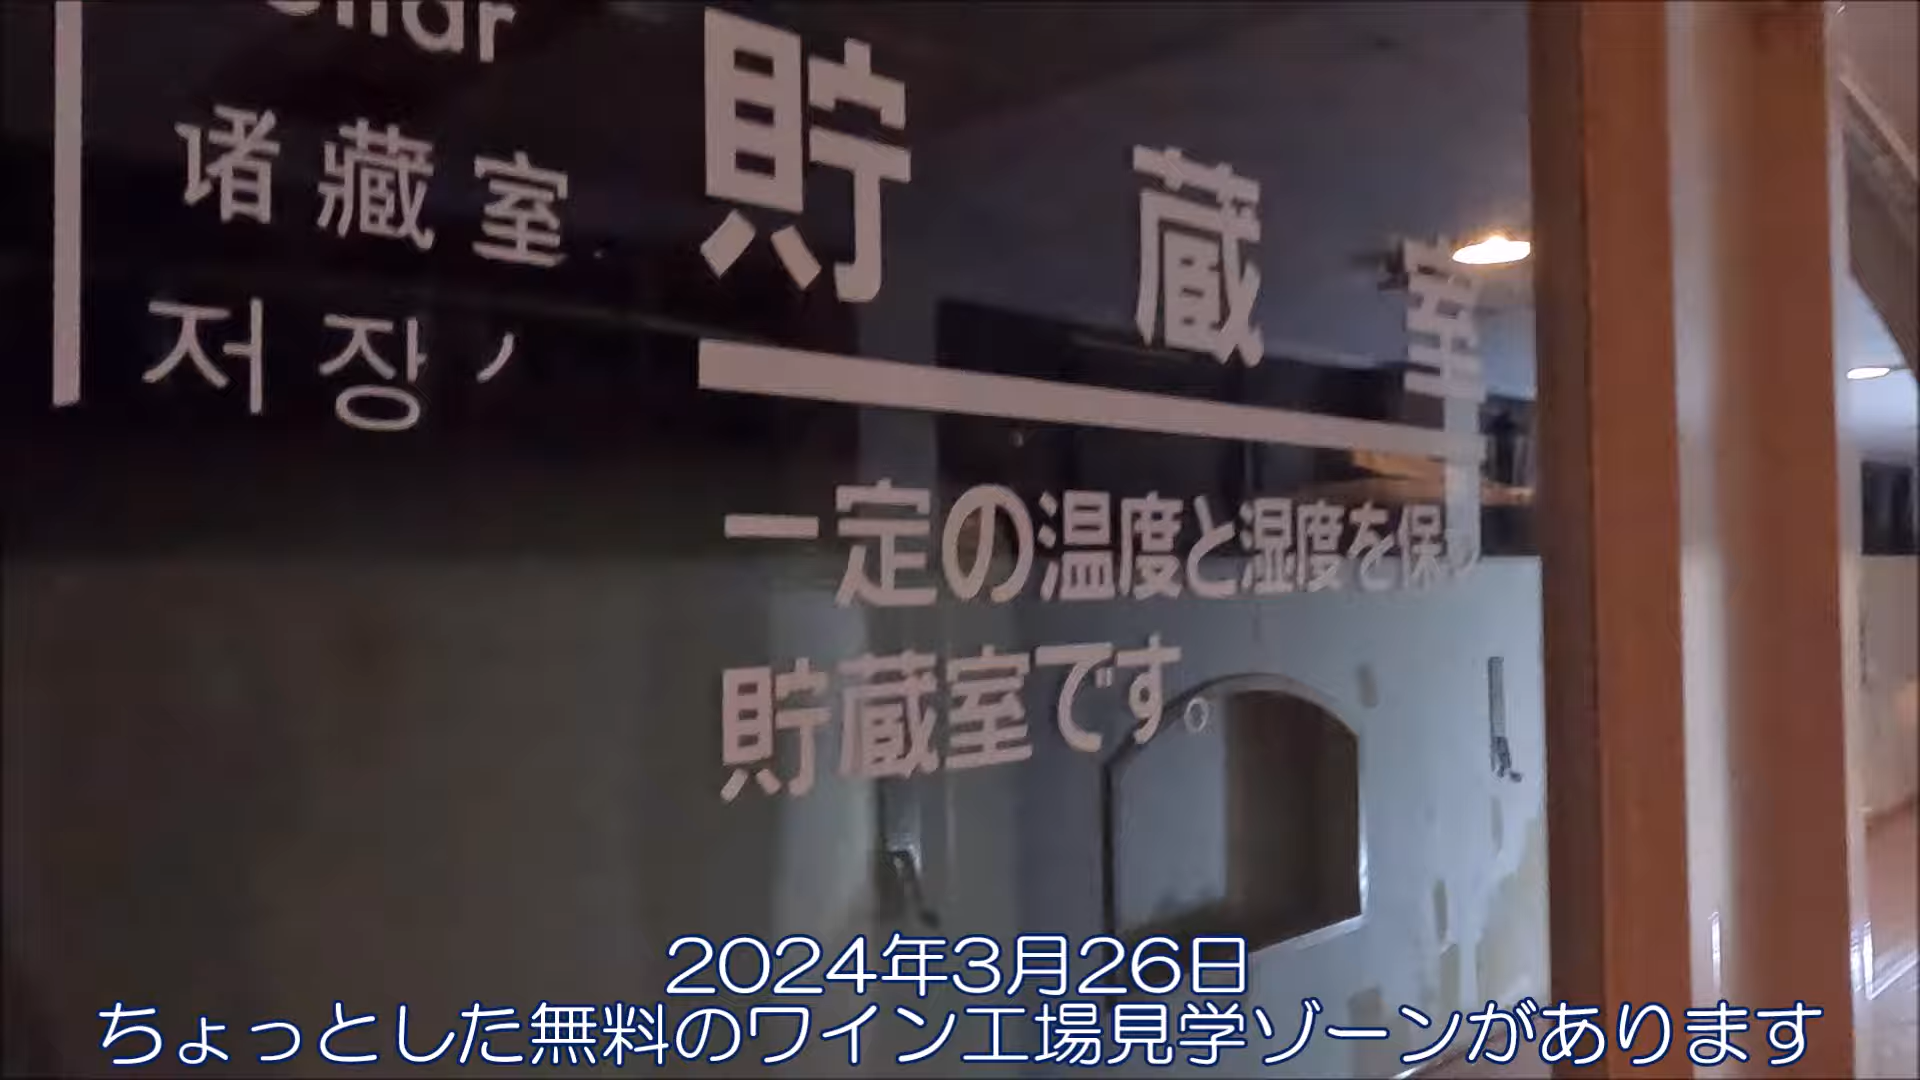 诸藏室
저장
貯蔵室
一定の温度と湿度を保
貯蔵室です。
2024年3月26日
ちょっとした無料のワイン工場見学ゾーンがあります